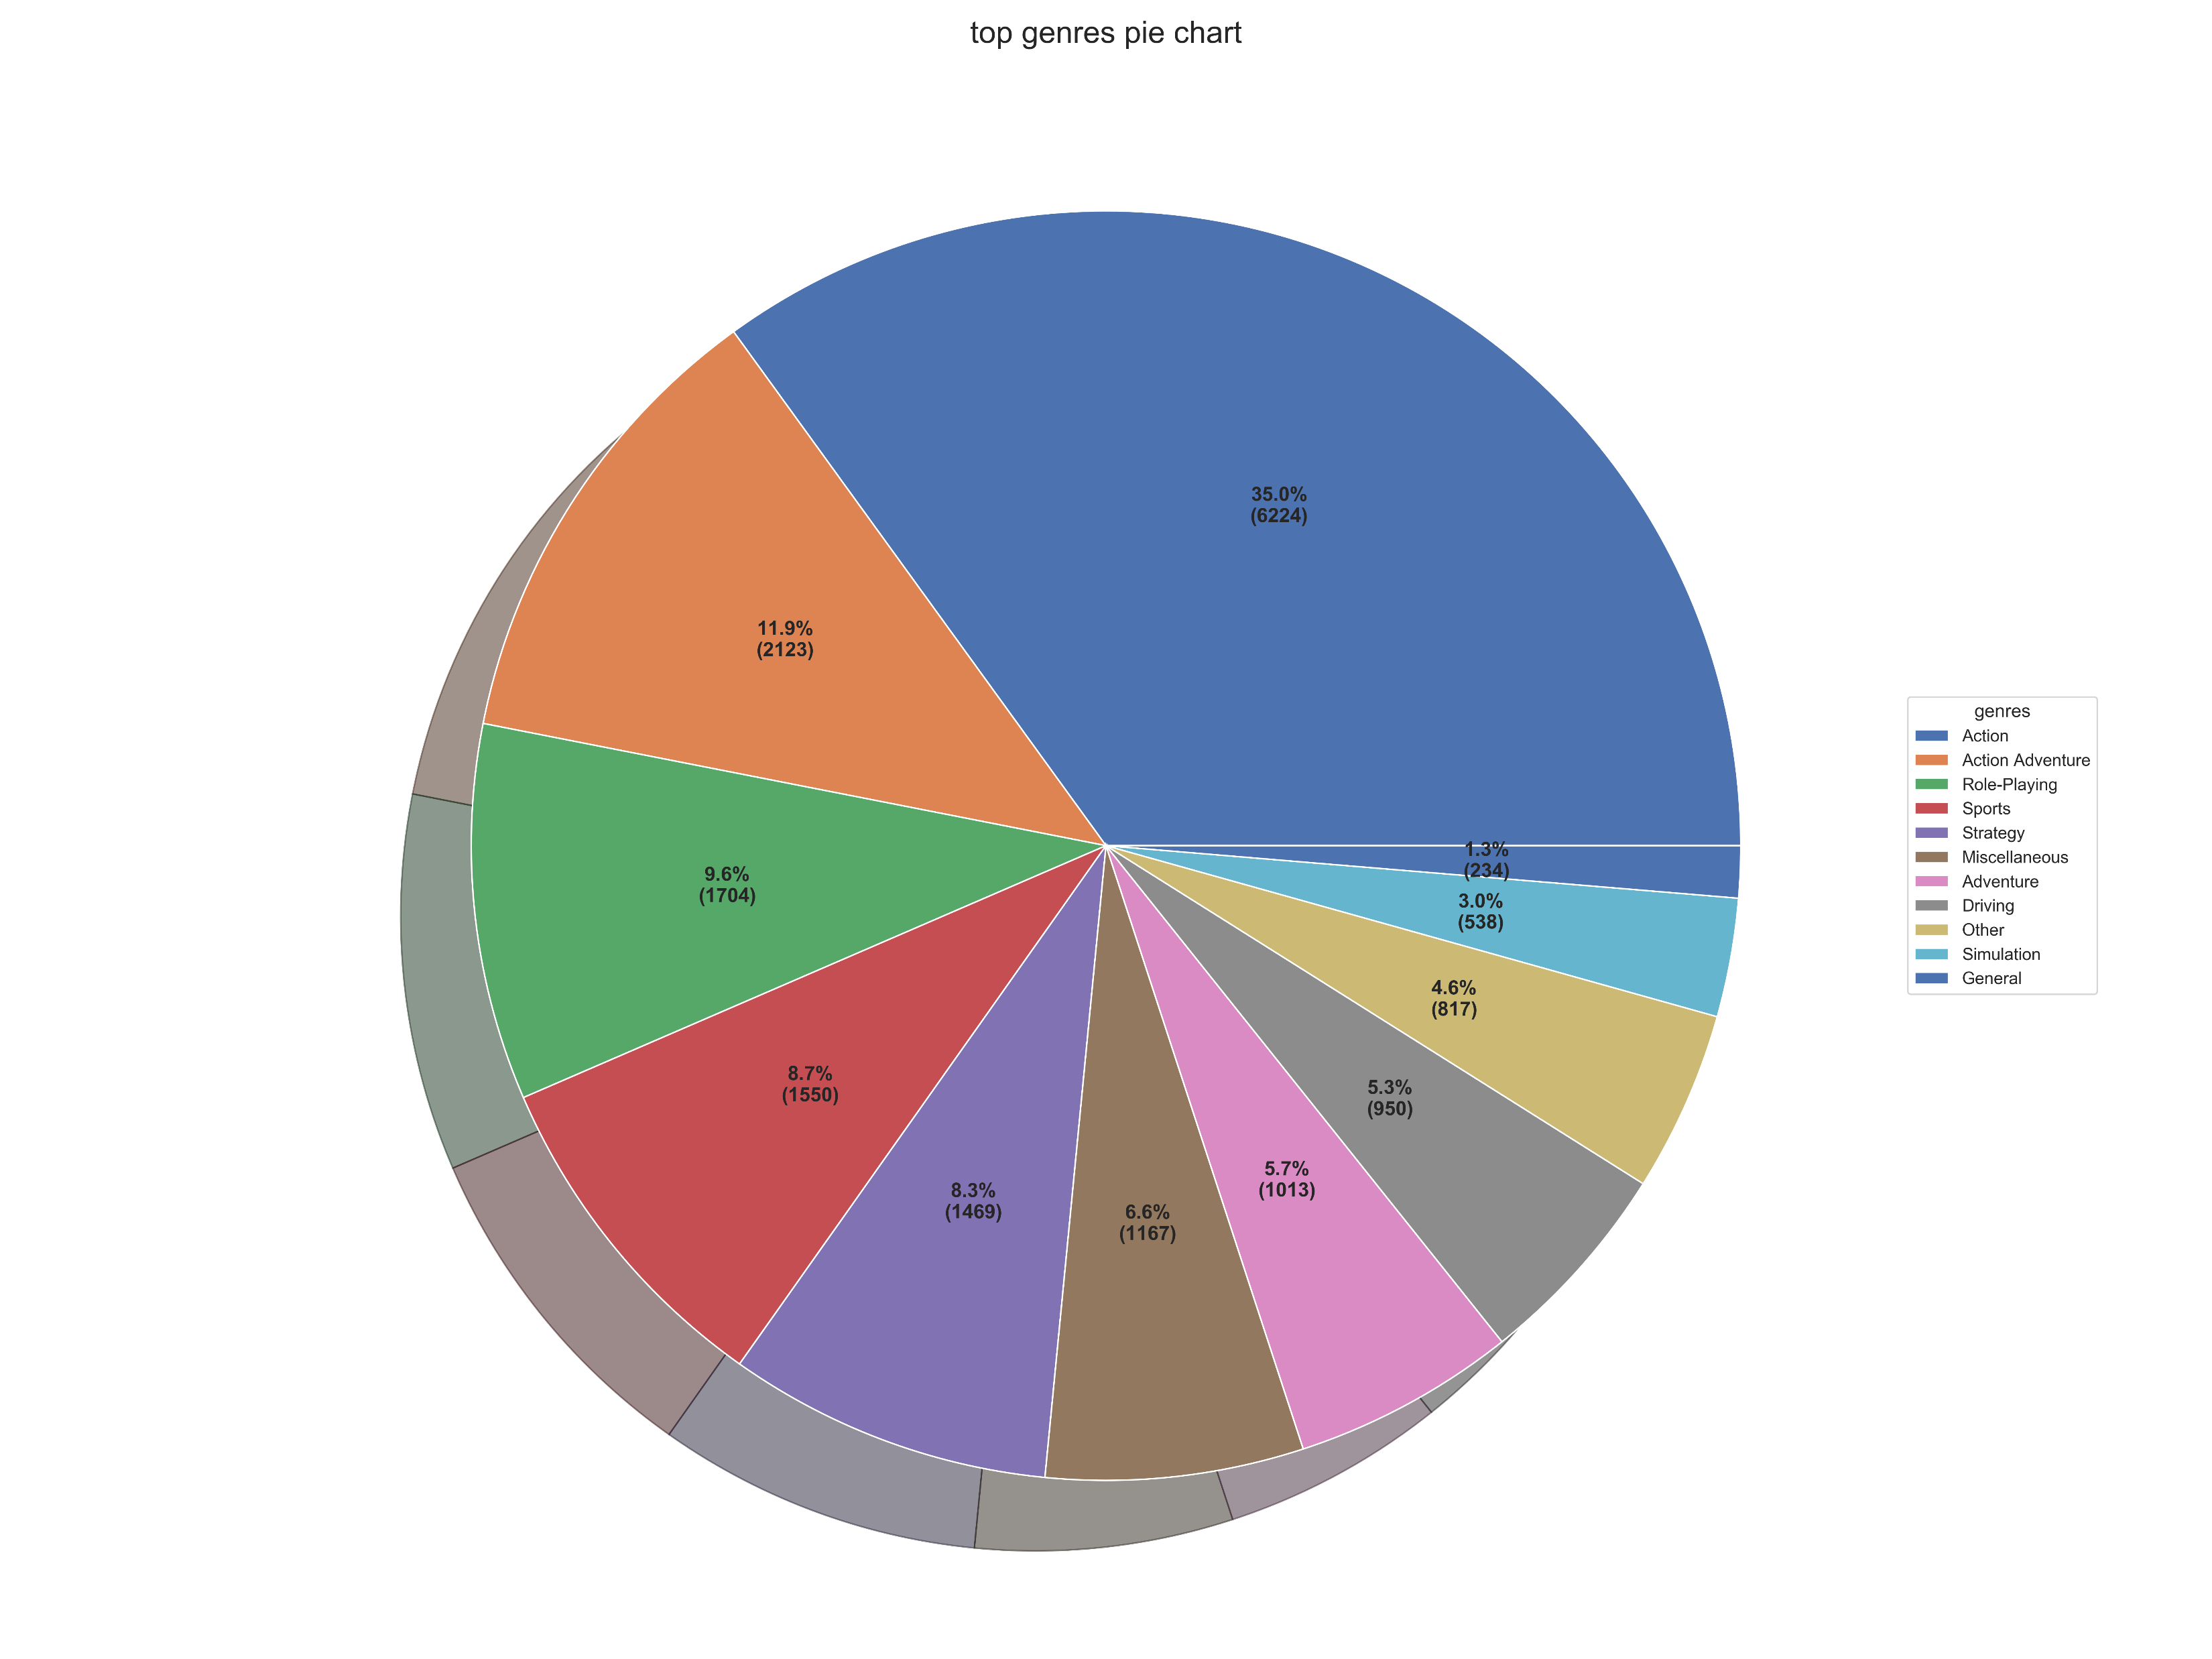 top genres pie chart
35.0%
(6224)
11.9%
(2123)
9.6%
(1704)
8.7%
(1550)
8.3%
(1469)
6.6%
(1167)
5.7%
(1013)
5.3%
(950)
4.6%
(817)
3.0%
(538)
1.3%
(234)
genres
Action
Action Adventure
Role-Playing
Sports
Strategy
Miscellaneous
Adventure
Driving
Other
Simulation
General